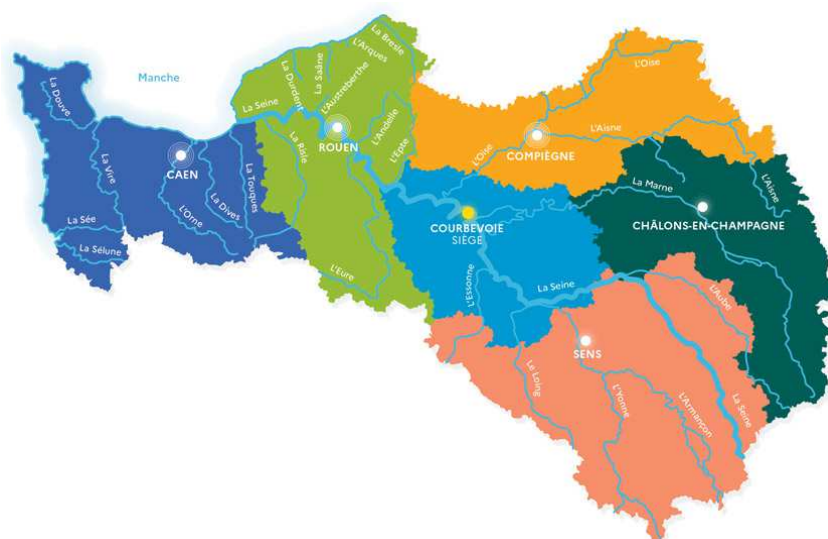 Manche
La Douve
La Vire
La Sée
La Sélune
CAEN
L'Orne
La Dives
La Touques
La Seine
La Durdent
La Saâne
L'Austreberthe
L'Arques
La Bresle
ROUEN
La Risle
L'Andelle
L'Epte
L'Eure
L'Oise
L'Oise
COMPIÈGNE
L'Aisne
L'Aisne
La Marne
CHÂLONS-EN-CHAMPAGNE
COURBEVOIE
SIÈGE
L'Essonne
La Seine
L'Aube
SENS
Le Loing
L'Yonne
L'Armançon
La Seine